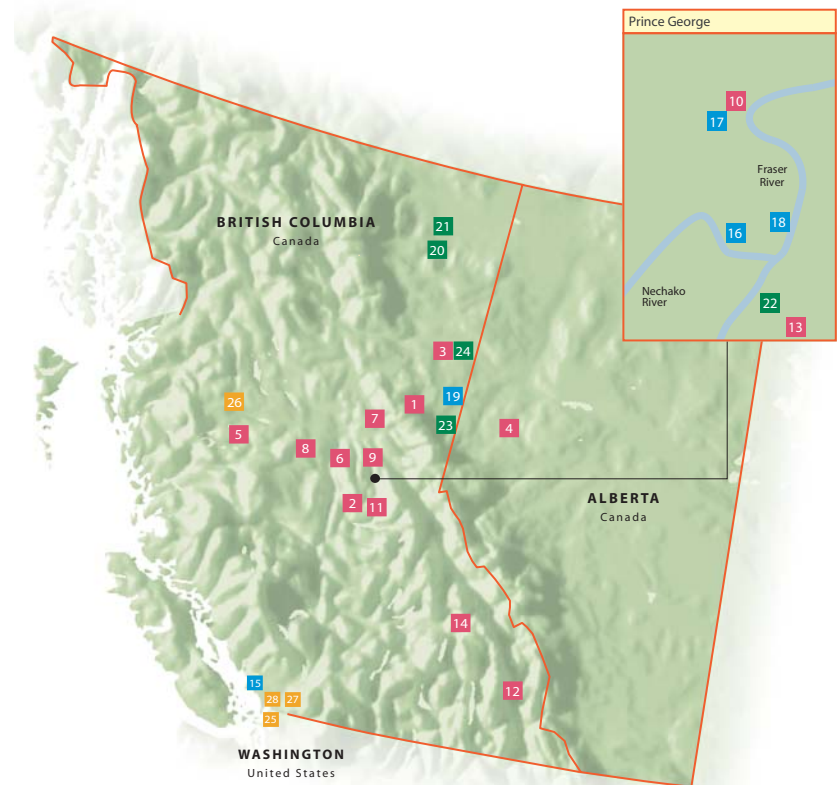 Prince George
10
17
Fraser
River
18
16
Nechako
River
22
13
BRITISH COLUMBIA
Canada
21
20
3 24
19
1
26
7
23
5
4
8
6
9
2
11
ALBERTA
Canada
14
15
12
28 27
25
WASHINGTON
United States